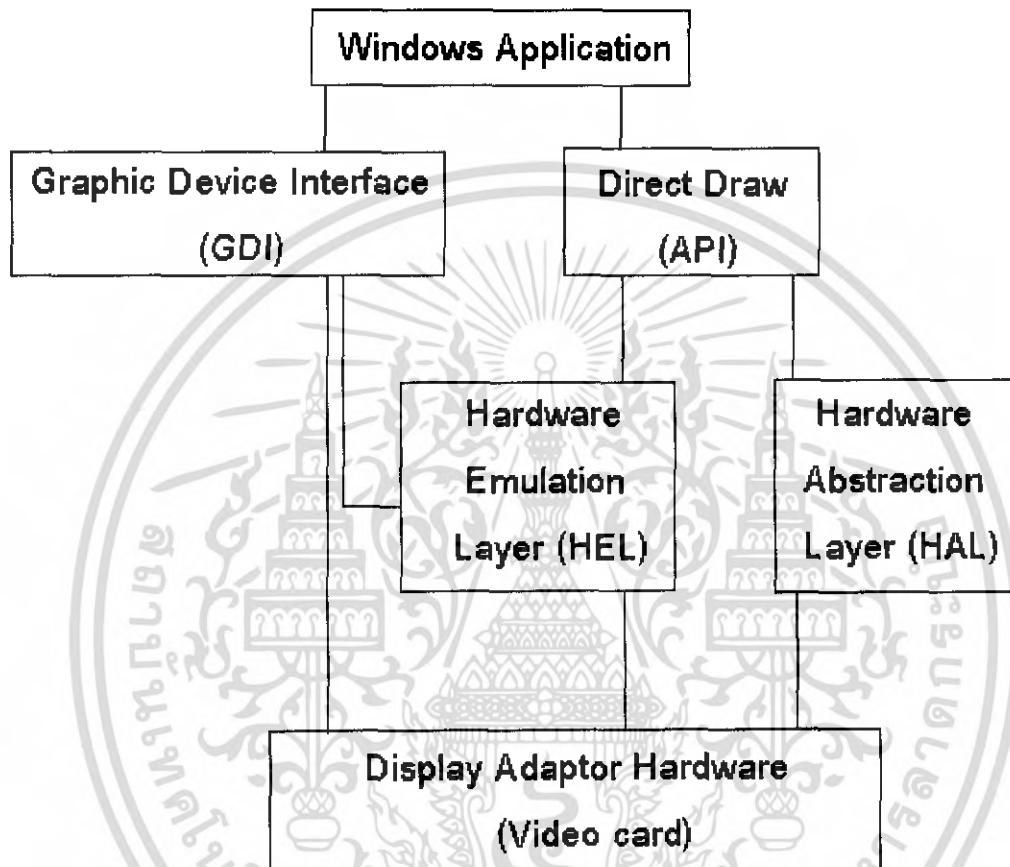 Windows Application
Graphic Device Interface
(GDI)
Direct Draw
(API)
Hardware
Emulation
Layer (HEL)
Hardware
Abstraction
Layer (HAL)
Display Adaptor Hardware
(Video card)